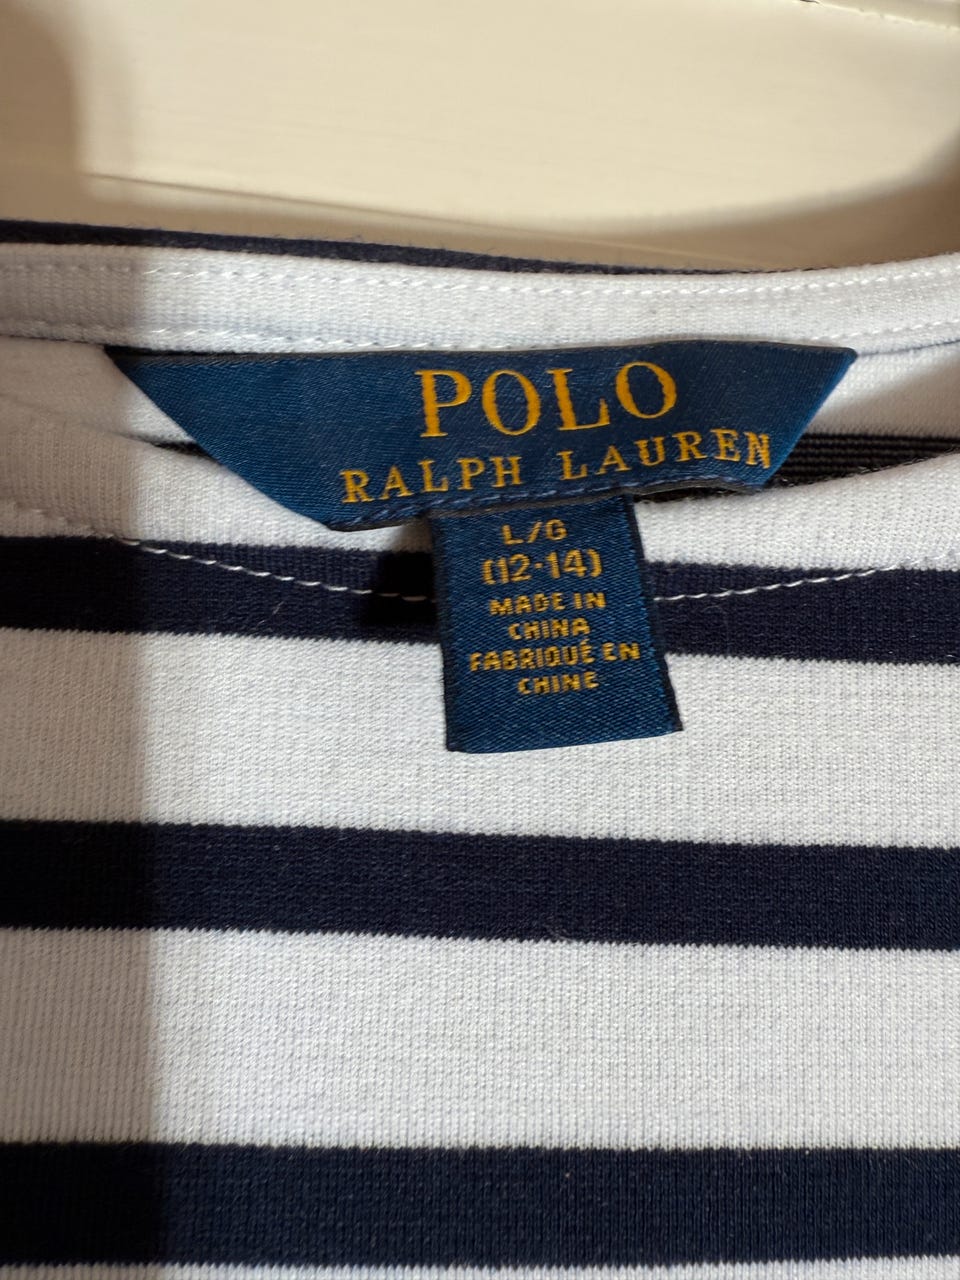 POLO
RALPH LAUREN
L/G
(12-14)
MADE IN
CHINA
FABRIQUÉ EN
CHINE